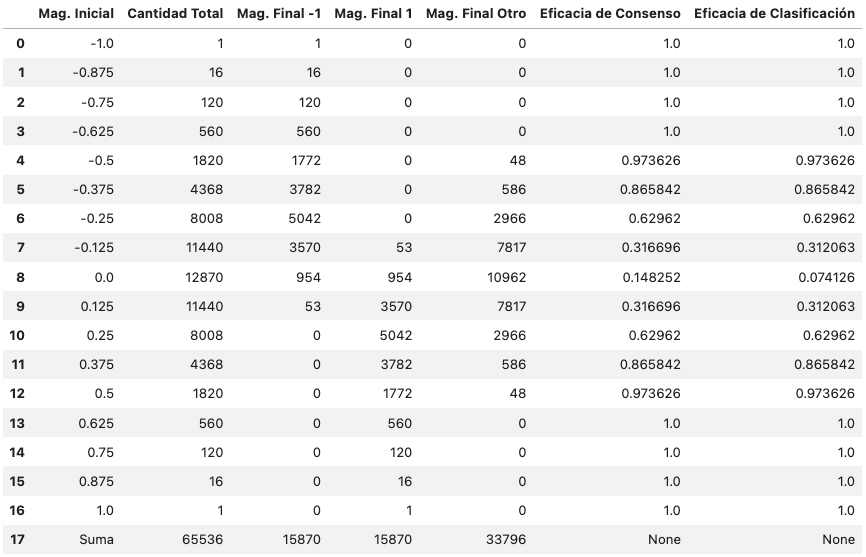 Mag. Inicial Cantidad Total Mag. Final -1 Mag. Final 1 Mag. Final Otro Eficacia de Consenso Eficacia de Clasificación
0 -1.0 1 1 0 0 1.0 1.0
1 -0.875 16 16 0 0 1.0 1.0
2 -0.75 120 120 0 0 1.0 1.0
3 -0.625 560 560 0 0 1.0 1.0
4 -0.5 1820 1772 0 48 0.973626 0.973626
5 -0.375 4368 3782 0 586 0.865842 0.865842
6 -0.25 8008 5042 0 2966 0.62962 0.62962
7 -0.125 11440 3570 53 7817 0.316696 0.312063
8 0.0 12870 954 954 10962 0.148252 0.074126
9 0.125 11440 53 3570 7817 0.316696 0.312063
10 0.25 8008 0 5042 2966 0.62962 0.62962
11 0.375 4368 0 3782 586 0.865842 0.865842
12 0.5 1820 0 1772 48 0.973626 0.973626
13 0.625 560 0 560 0 1.0 1.0
14 0.75 120 0 120 0 1.0 1.0
15 0.875 16 0 16 0 1.0 1.0
16 1.0 1 0 1 0 1.0 1.0
17 Suma 65536 15870 15870 33796 None None